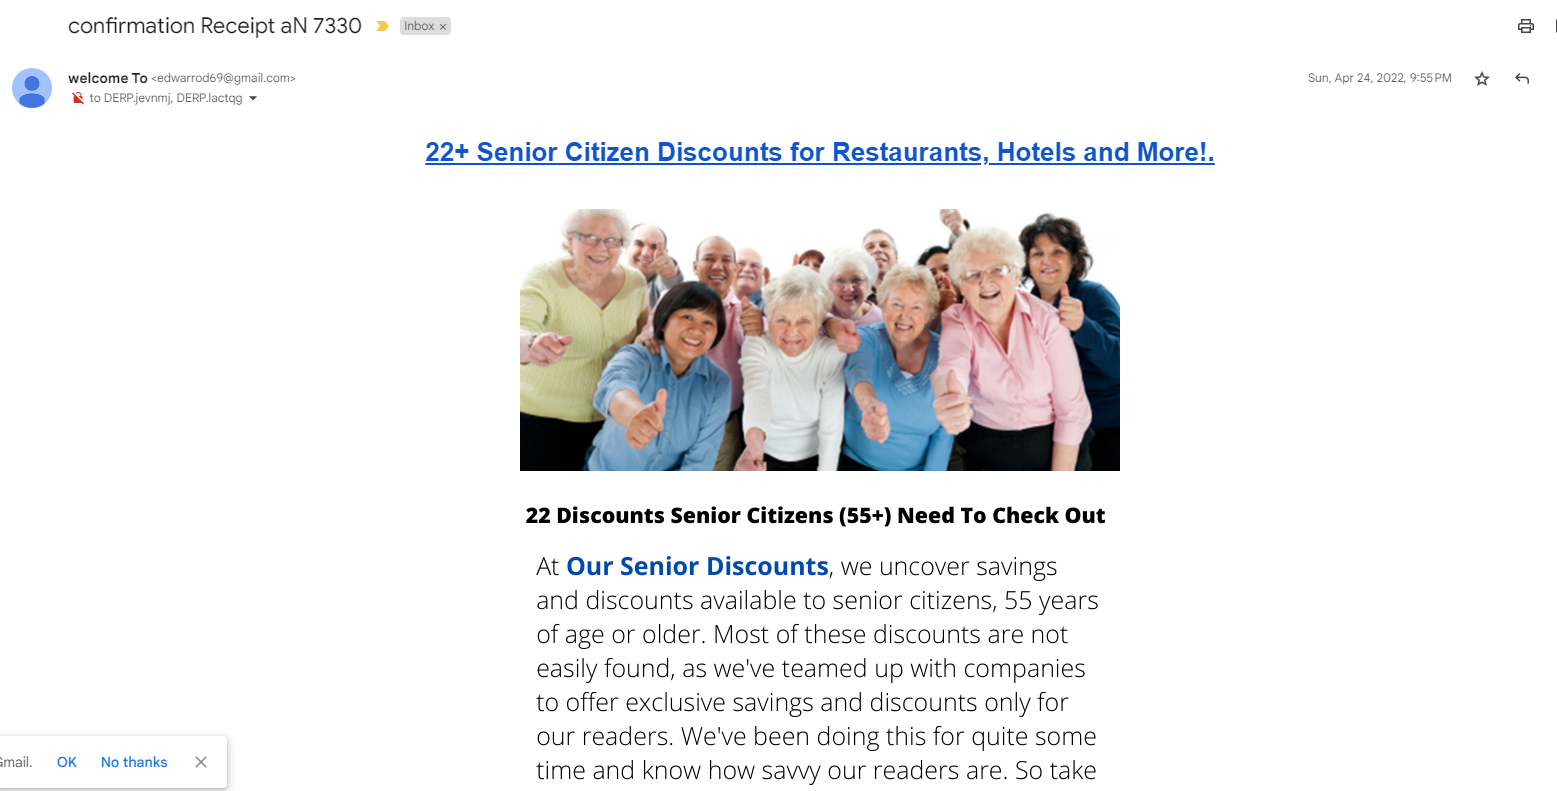 confirmation Receipt aN 7330
Inbox ×
welcome To <edwarrod69@gmail.com>
Sun, Apr 24, 2022, 9:55 PM
to DERP.jevnmj, DERP.lactqg
22+ Senior Citizen Discounts for Restaurants, Hotels and More!.
22 Discounts Senior Citizens (55+) Need To Check Out
At Our Senior Discounts, we uncover savings
and discounts available to senior citizens, 55 years
of age or older. Most of these discounts are not
easily found, as we've teamed up with companies
to offer exclusive savings and discounts only for
our readers. We've been doing this for quite some
time and know how savvy our readers are. So take
Gmail. OK No thanks